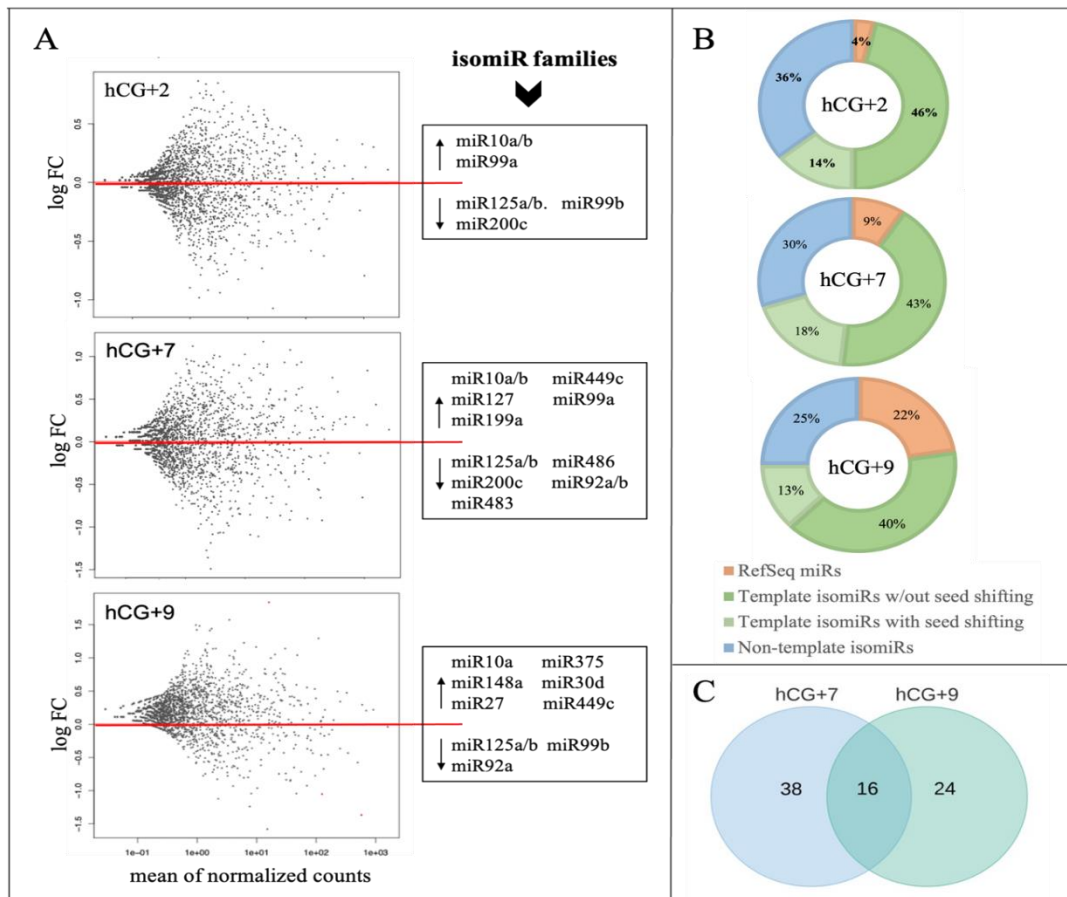 A
isomiR families
hCG+2
log FC
0.5
0.0
-0.5
-1.0
miR10a/b
miR99a
miR125a/b. miR99b
miR200c
hCG+7
log FC
1.0
0.5
0.0
-0.5
-1.0
-1.5
miR10a/b miR449c
miR127 miR99a
miR199a
miR125a/b miR486
miR200c miR92a/b
miR483
hCG+9
log FC
1.5
1.0
0.5
0.0
-0.5
-1.0
-1.5
miR10a miR375
miR148a miR30d
miR27 miR449c
miR125a/b miR99b
miR92a
1e-01 1e+00 1e+01 1e+02 1e+03
mean of normalized counts
B
4%
36%
hCG+2
46%
14%
9%
30%
hCG+7
43%
18%
25%
22%
hCG+9
13%
40%
RefSeq miRs
Template isomiRs w/out seed shifting
Template isomiRs with seed shifting
Non-template isomiRs
C
hCG+7 hCG+9
38 16 24